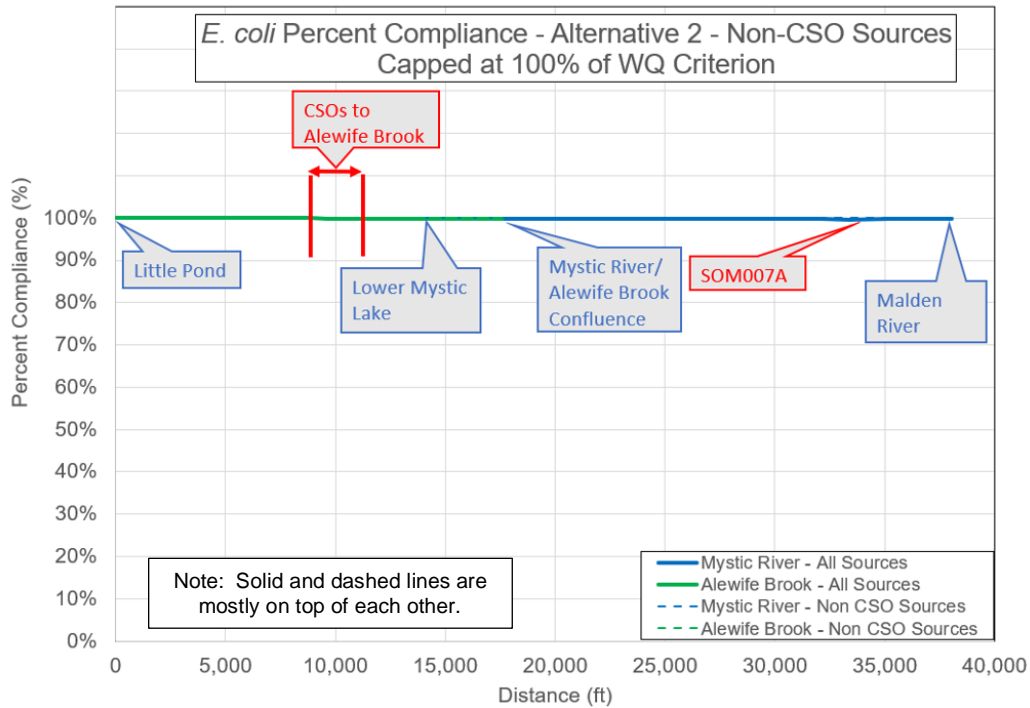 E. coli Percent Compliance - Alternative 2 - Non-CSO Sources
Capped at 100% of WQ Criterion
CSOs to
Alewife Brook
Percent Compliance (%)
100%
90%
80%
70%
60%
50%
40%
30%
20%
10%
0%
Little Pond
Lower Mystic
Lake
Mystic River/
Alewife Brook
Confluence
SOM007A
Malden
River
Note: Solid and dashed lines are
mostly on top of each other.
Mystic River - All Sources
Alewife Brook - All Sources
Mystic River - Non CSO Sources
Alewife Brook - Non CSO Sources
0 5,000 10,000 15,000 20,000 25,000 30,000 35,000 40,000
Distance (ft)